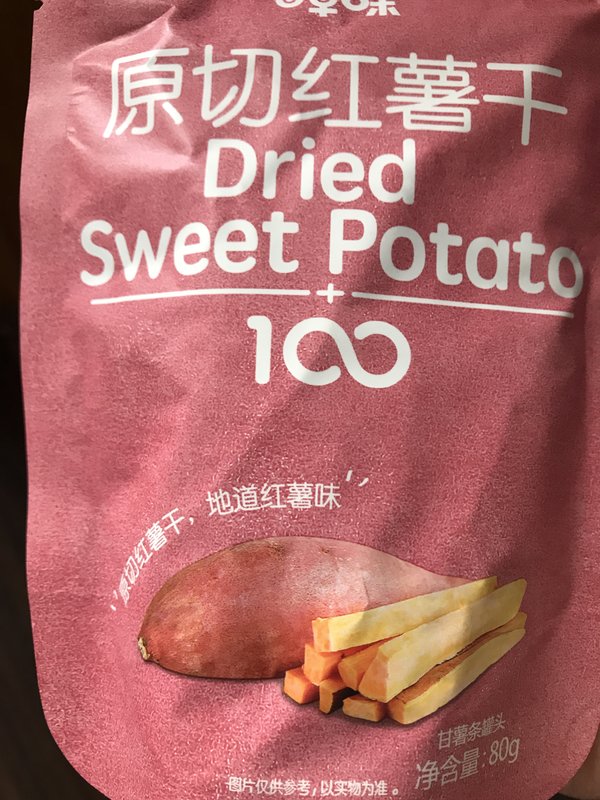 原切红薯干
Dried
Sweet Potato
+
100
"原切红薯干，地道红薯味"
甘薯条罐头
净含量：80g
图片仅供参考，以实物为准。